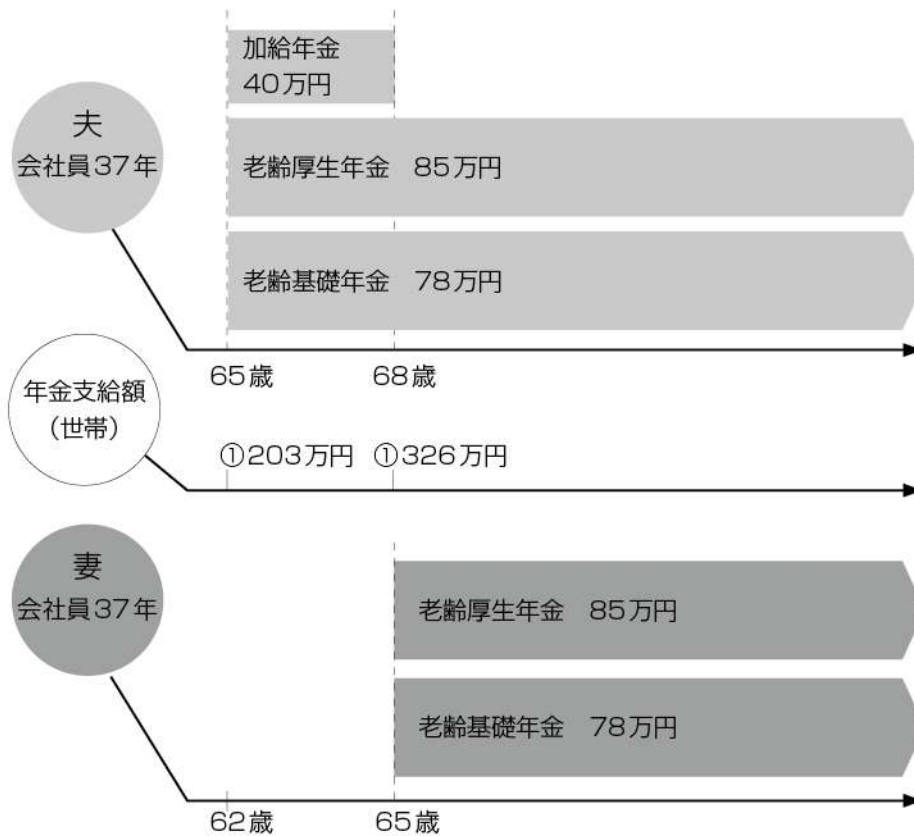 加給年金
40万円
夫
会社員37年
老齢厚生年金 85万円
老齢基礎年金 78万円
65歳 68歳
年金支給額
(世帯)
①203万円 ①326万円
妻
会社員37年
老齢厚生年金 85万円
老齢基礎年金 78万円
62歳 65歳